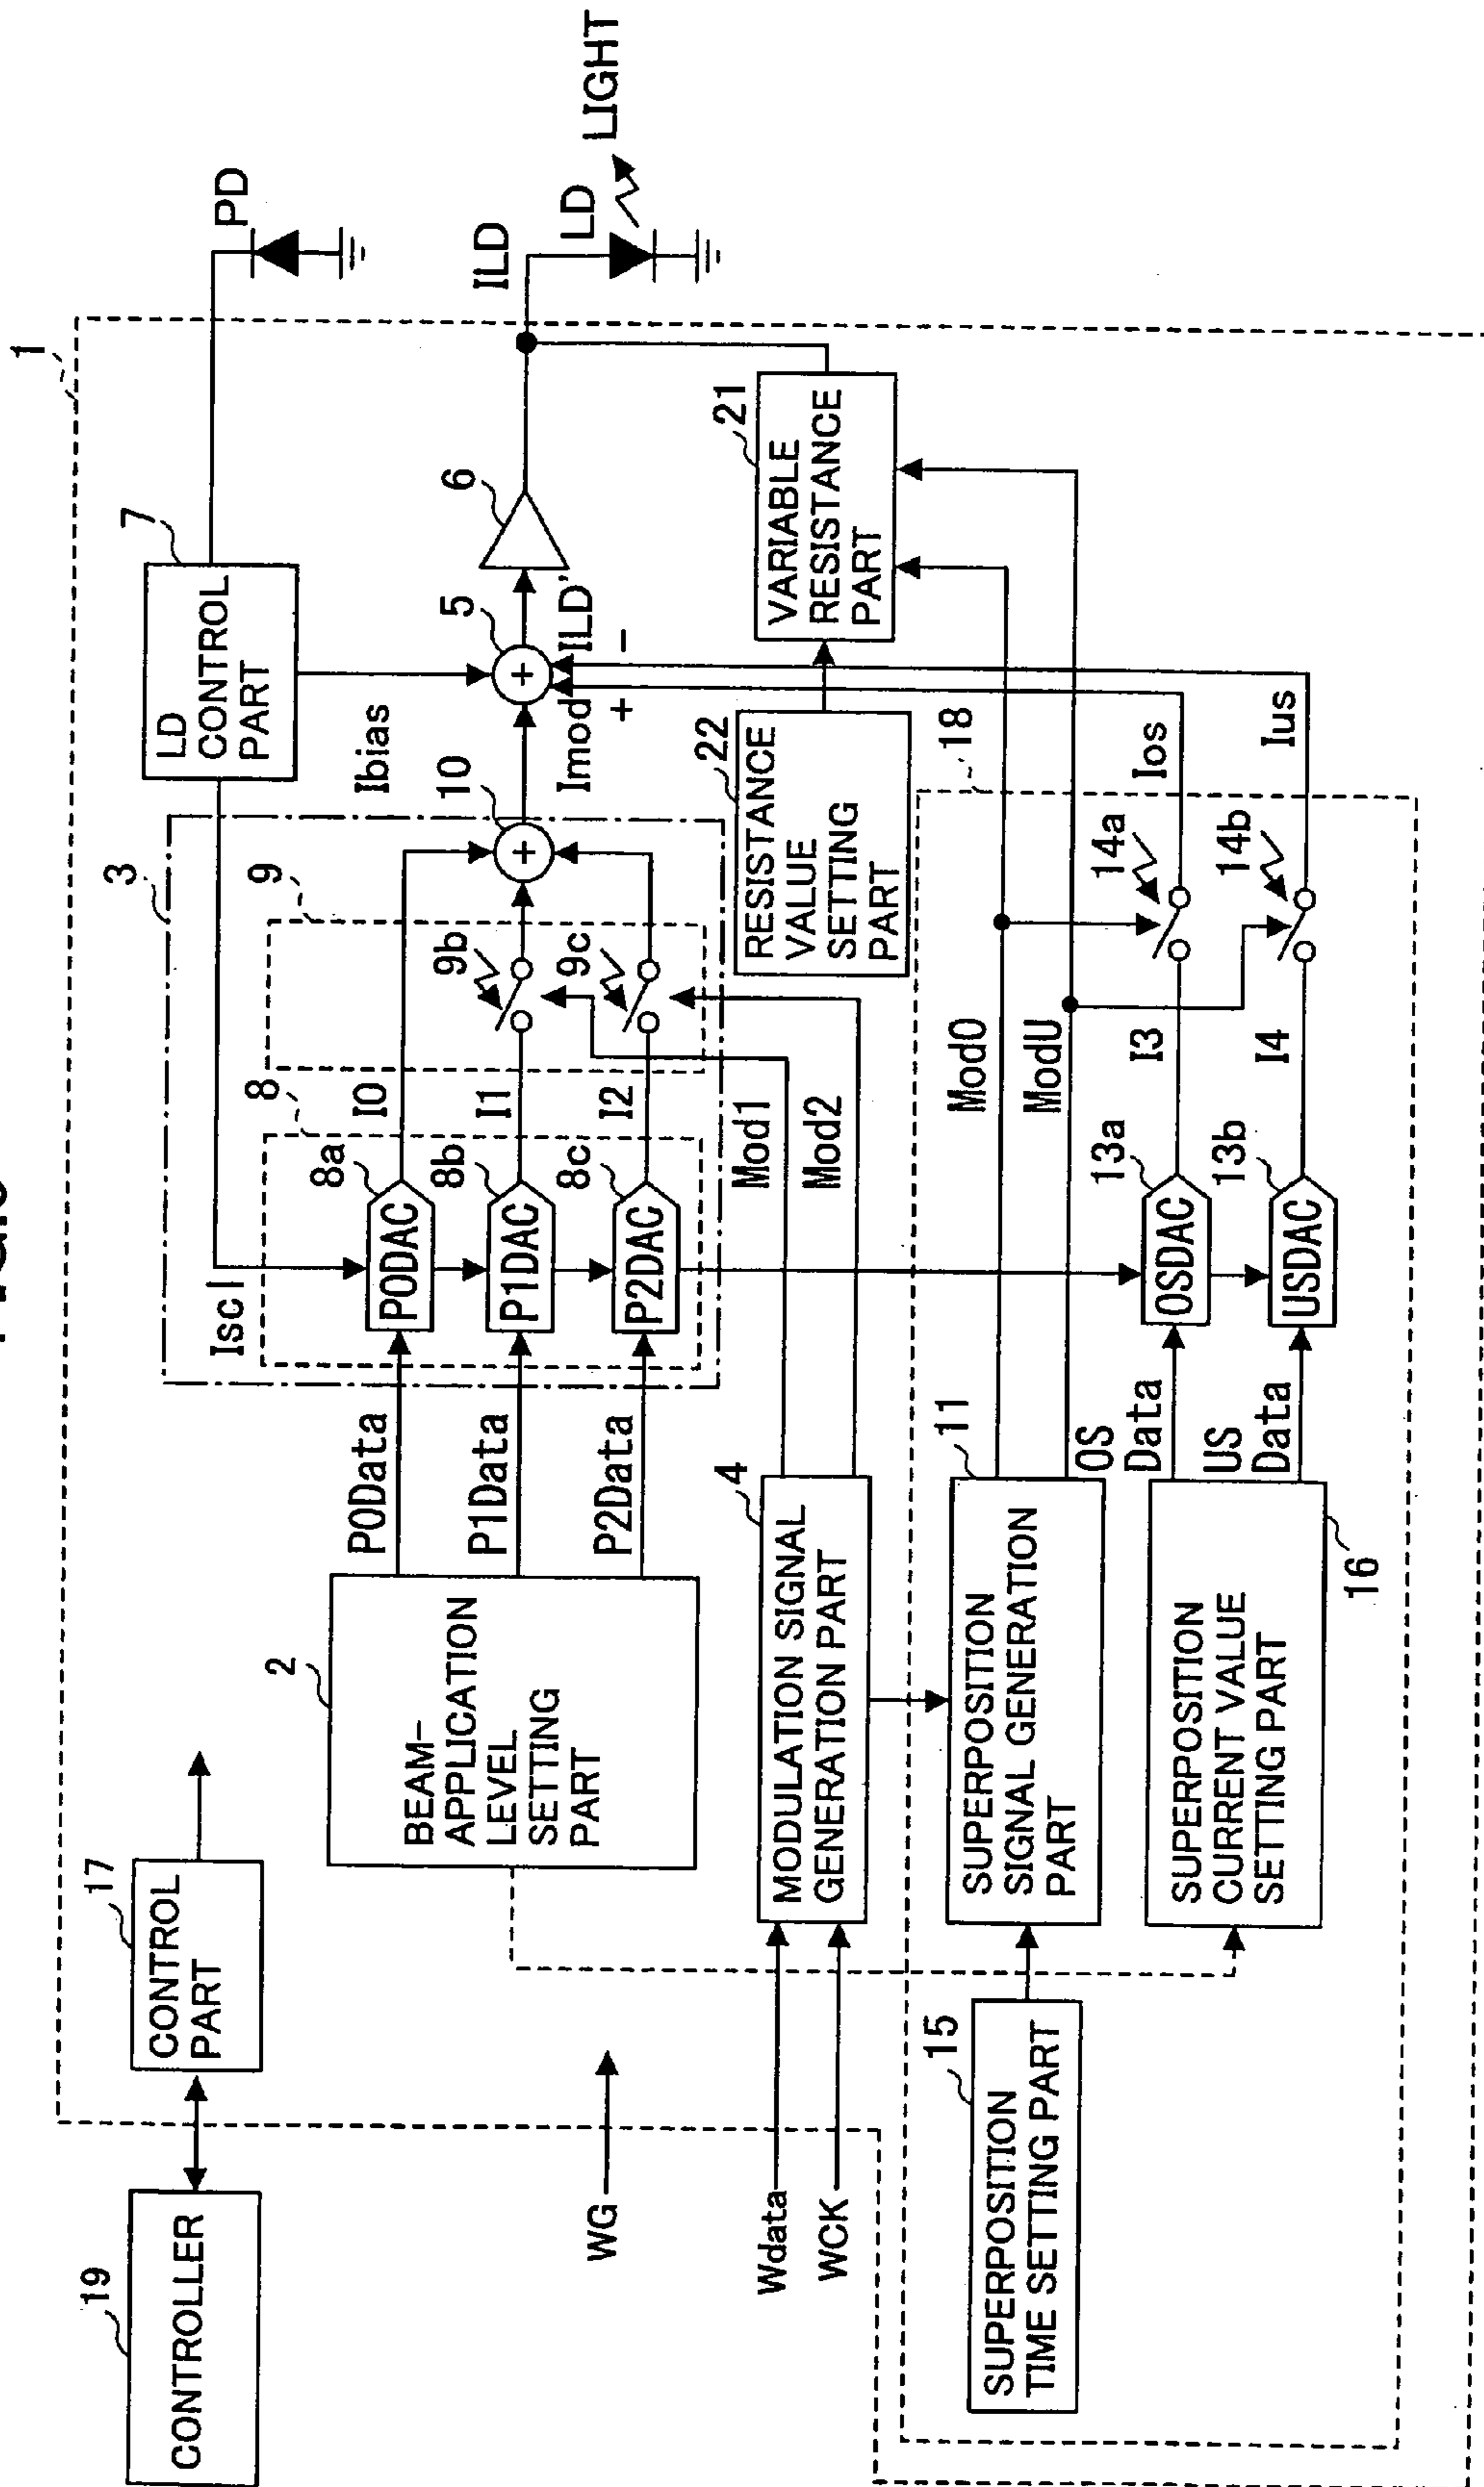 1
19
CONTROLLER
17
CONTROL
PART
7
LD
CONTROL
PART
PD
3
Iscl
8
9
2
BEAM-
APPLICATION
LEVEL
SETTING
PART
P0Data
P1Data
P2Data
P0DAC
8a
I0
P1DAC
8b
I1
P2DAC
8c
I2
9b
9c
10
Ibias
Imod
5
ILD'
+
+
+
-
6
ILD
LD
LIGHT
WG
Wdata
WCK
4
MODULATION SIGNAL
GENERATION PART
Mod1
Mod2
22
RESISTANCE
VALUE
SETTING
PART
21
VARIABLE
RESISTANCE
PART
18
15
SUPERPOSITION
TIME SETTING PART
11
SUPERPOSITION
SIGNAL GENERATION
PART
ModO
ModU
SUPERPOSITION
CURRENT VALUE
SETTING PART
16
OS
Data
US
Data
OSDAC
13a
I3
14a
Ios
USDAC
13b
I4
14b
Ius